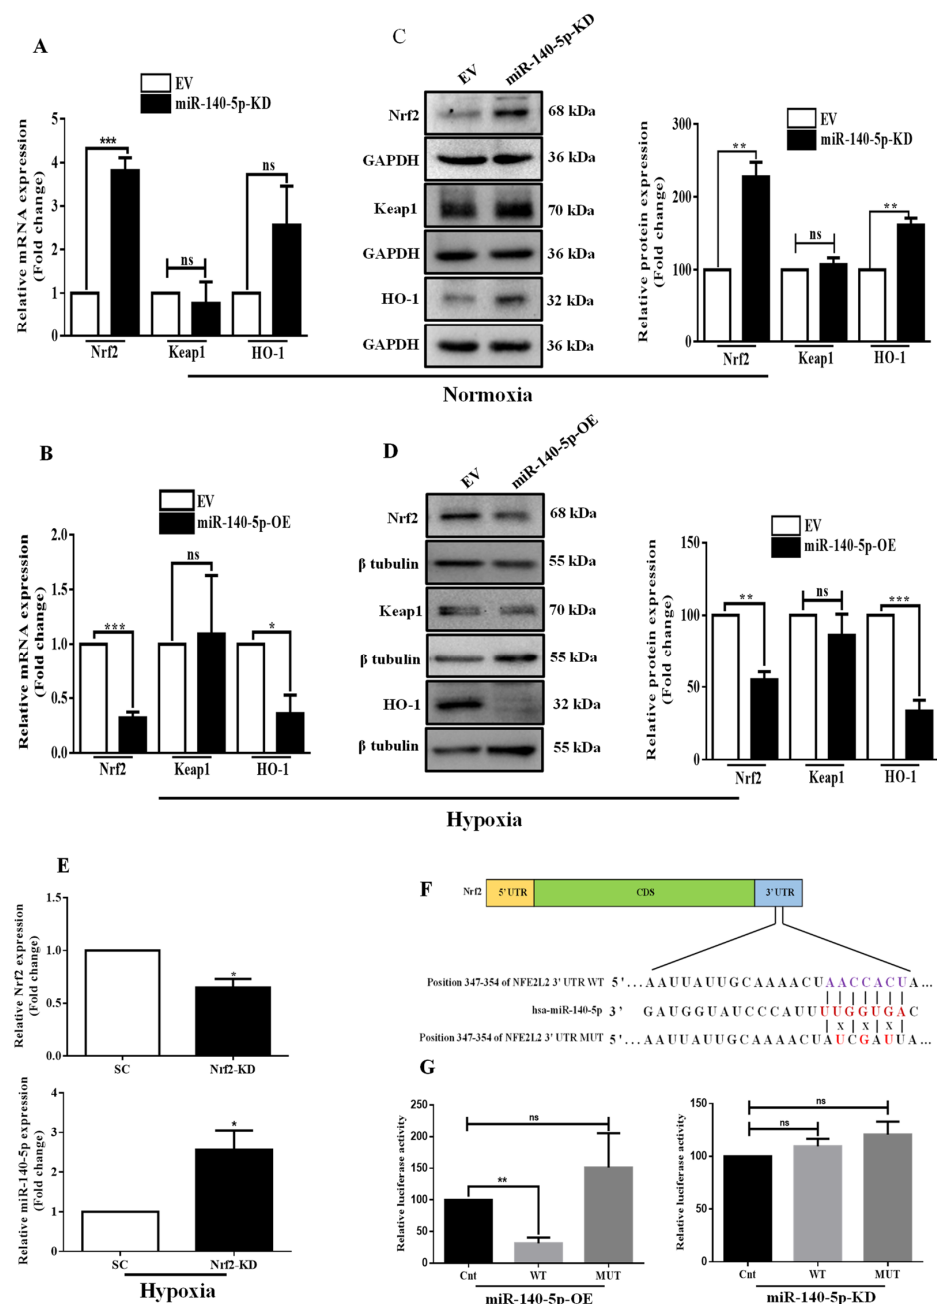 A
EV
miR-140-5p-KD
Relative mRNA expression
(Fold change)
5
4
3
2
1
0
***
ns
ns
Nrf2
Keap1
HO-1
C
EV
miR-140-5p-KD
Nrf2
68 kDa
GAPDH
36 kDa
Keap1
70 kDa
GAPDH
36 kDa
HO-1
32 kDa
GAPDH
36 kDa
EV
miR-140-5p-KD
Relative protein expression
(Fold change)
300
200
100
0
**
ns
**
Nrf2
Keap1
HO-1
Normoxia
B
EV
miR-140-5p-OE
Relative mRNA expression
(Fold change)
2.0
1.5
1.0
0.5
0.0
***
ns
*
Nrf2
Keap1
HO-1
D
EV
miR-140-5p-OE
Nrf2
68 kDa
β tubulin
55 kDa
Keap1
70 kDa
β tubulin
55 kDa
HO-1
32 kDa
β tubulin
55 kDa
EV
miR-140-5p-OE
Relative protein expression
(Fold change)
150
100
50
0
**
ns
***
Nrf2
Keap1
HO-1
Hypoxia
E
Relative Nrf2 expression
(Fold change)
1.5
1.0
0.5
0.0
*
SC
Nrf2-KD
Relative miR-140-5p expression
(Fold change)
4
3
2
1
0
*
SC
Nrf2-KD
Hypoxia
F
Nrf2
5' UTR
CDS
3' UTR
Position 347-354 of NFE2L2 3' UTR WT 5'...AAUUAUUGCAAAACUAACCACUA...
| | | | | | |
hsa-miR-140-5p 3' GAUGGUAUCCCAUUUUGGUGAC
| X | X | X |
Position 347-354 of NFE2L2 3' UTR MUT 5'...AAUUAUUGCAAAACUAUCGAUUA...
G
Relative luciferase activity
250
200
150
100
50
0
ns
**
Cnt
WT
MUT
miR-140-5p-OE
Relative luciferase activity
150
100
50
0
ns
ns
Cnt
WT
MUT
miR-140-5p-KD